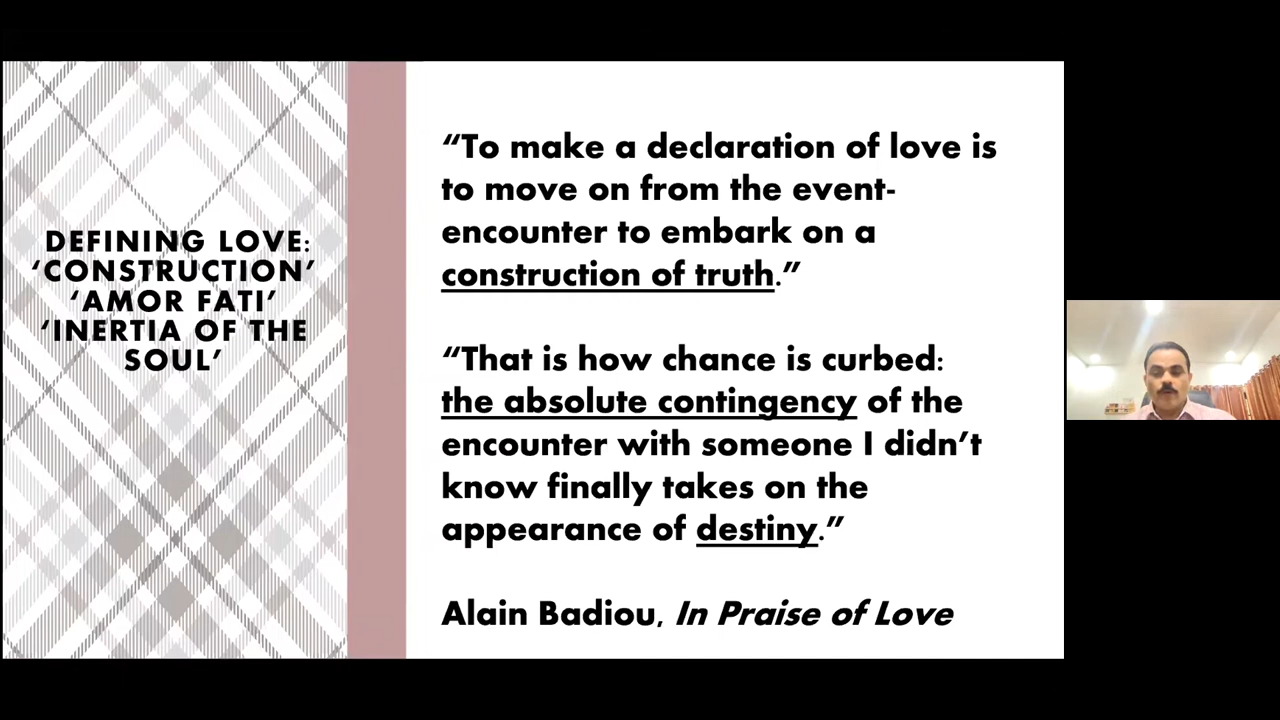 DEFINING LOVE:
‘CONSTRUCTION’
‘AMOR FATI’
‘INERTIA OF THE
SOUL’
“To make a declaration of love is
to move on from the event-
encounter to embark on a
construction of truth.”
“That is how chance is curbed:
the absolute contingency of the
encounter with someone I didn’t
know finally takes on the
appearance of destiny.”
Alain Badiou, In Praise of Love